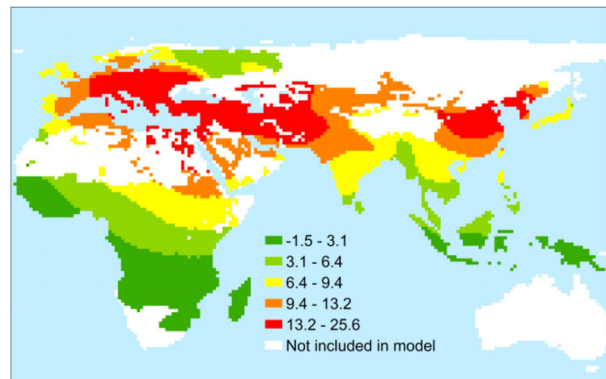 -1.5 - 3.1
3.1 - 6.4
6.4 - 9.4
9.4 - 13.2
13.2 - 25.6
Not included in model